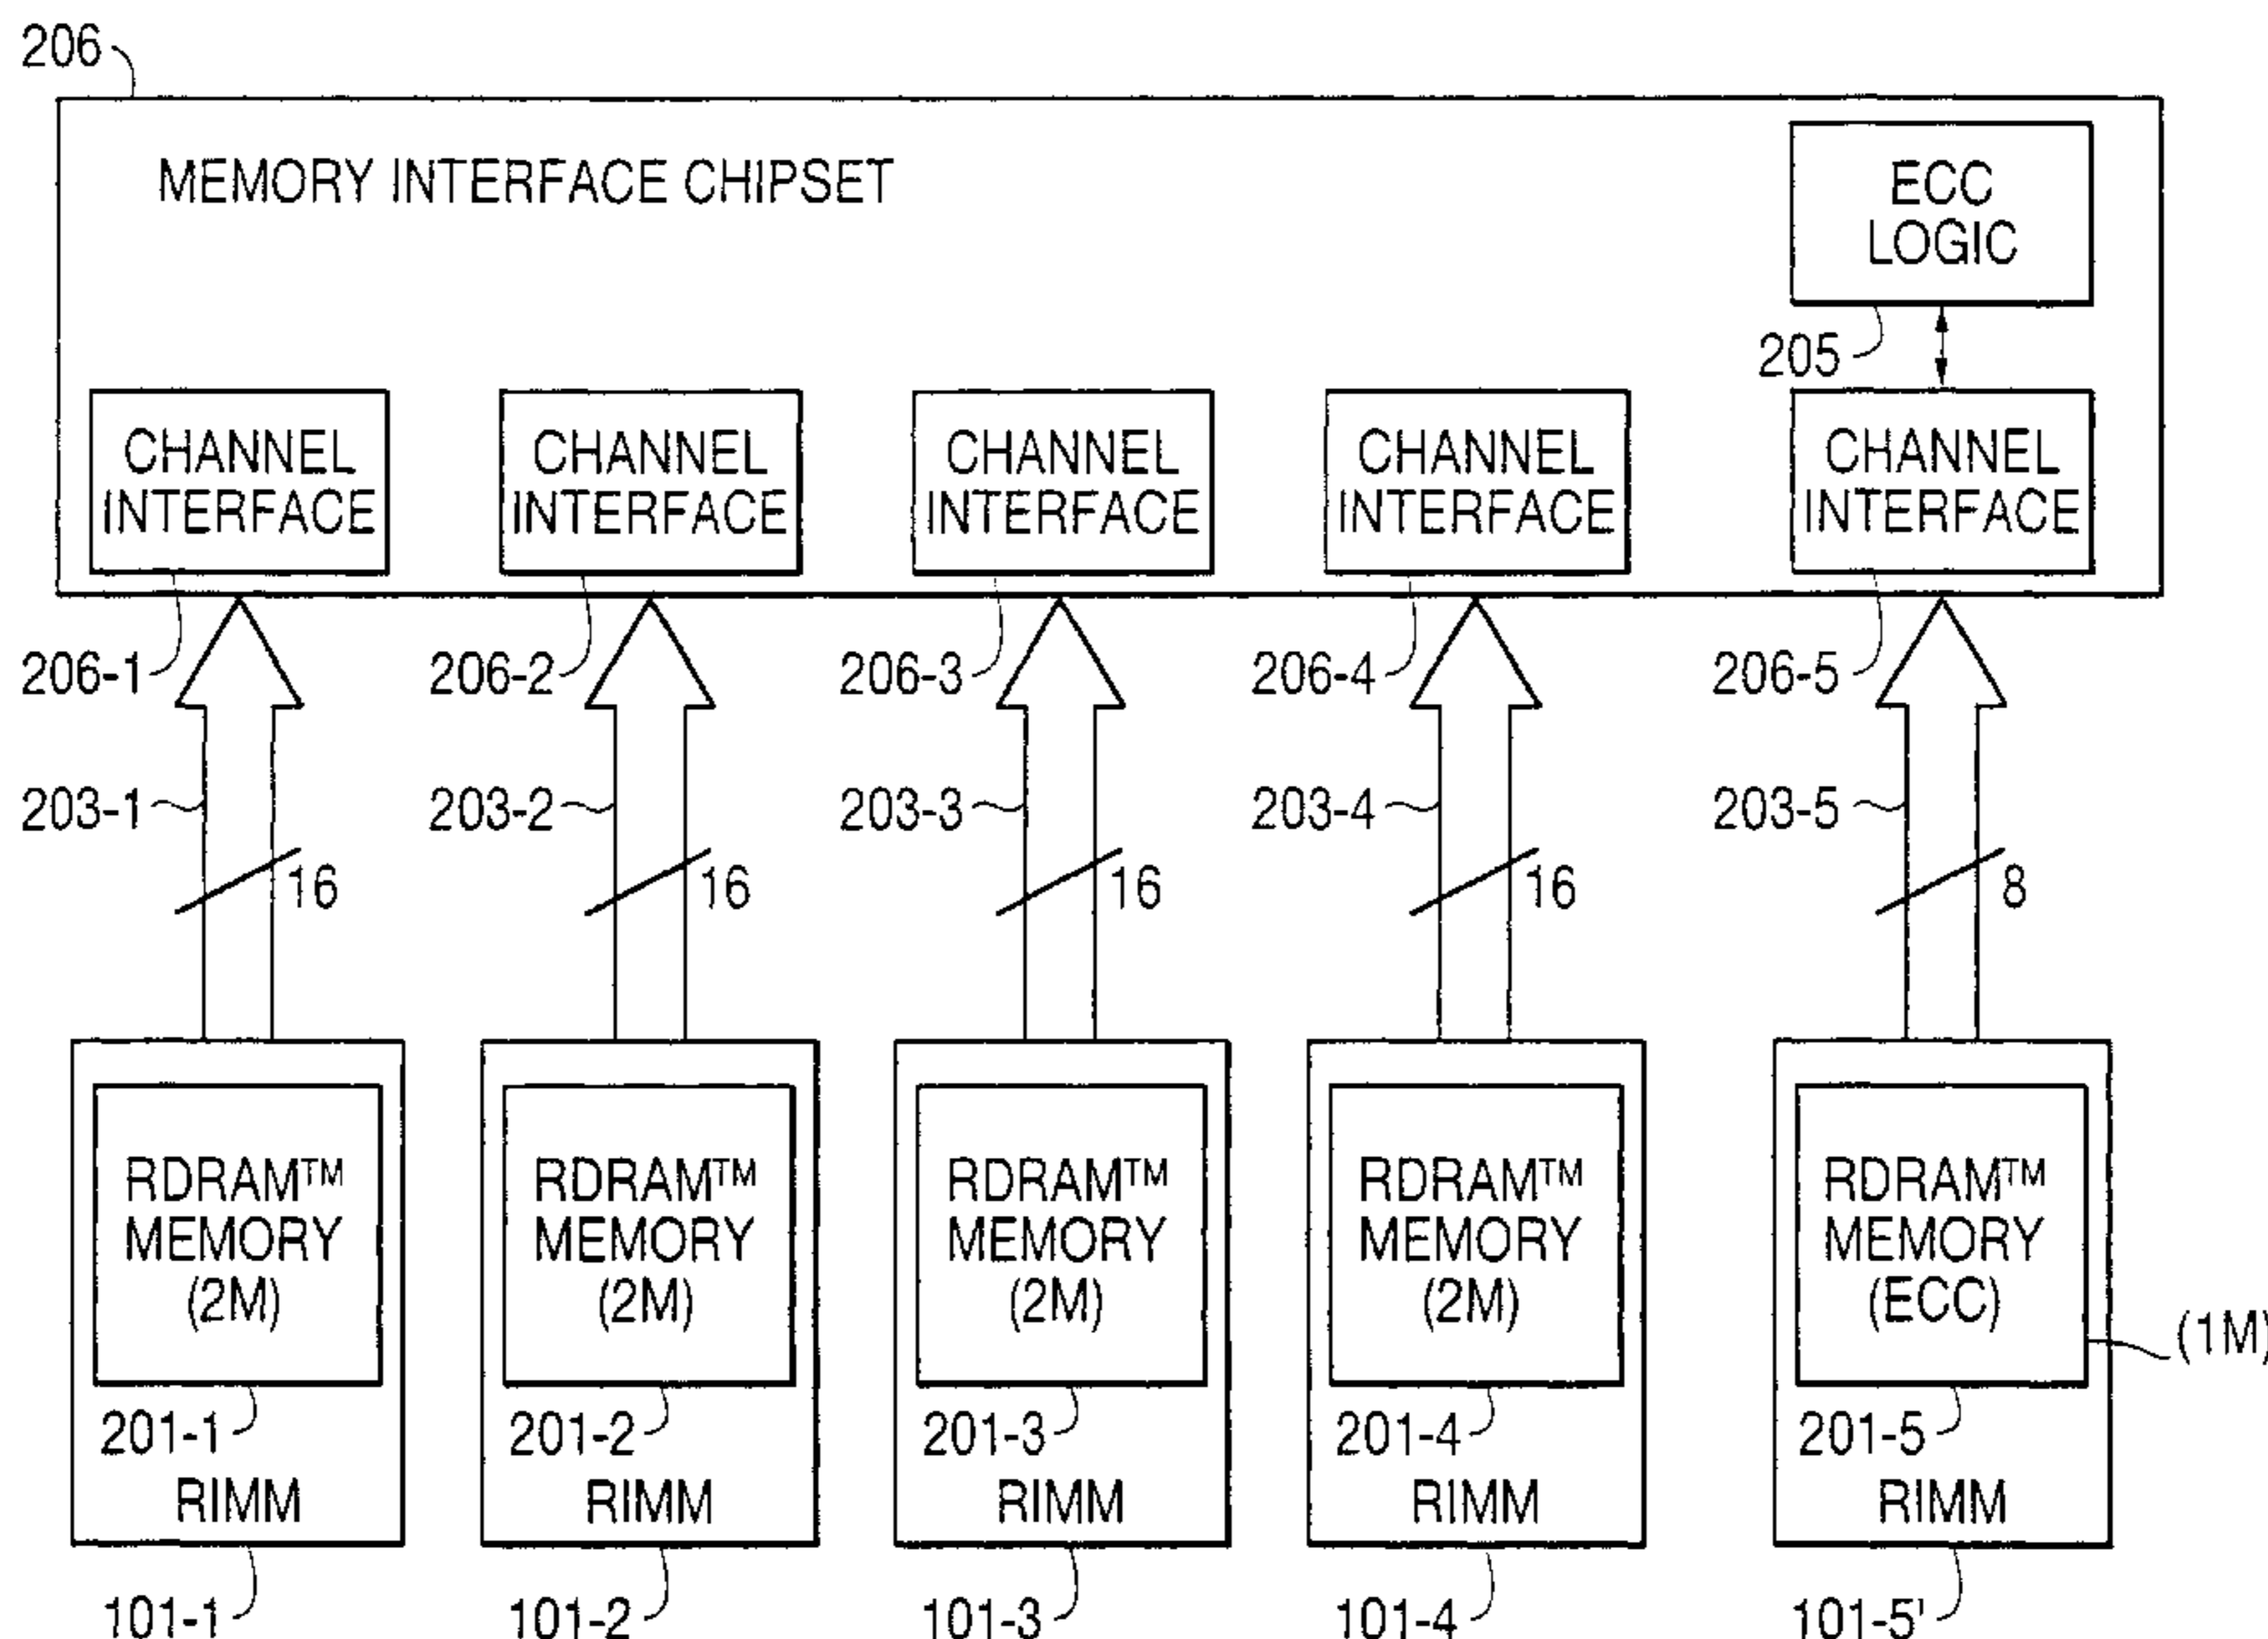 206
MEMORY INTERFACE CHIPSET
ECC
LOGIC
205
CHANNEL
INTERFACE
CHANNEL
INTERFACE
CHANNEL
INTERFACE
CHANNEL
INTERFACE
CHANNEL
INTERFACE
206-1
206-2
206-3
206-4
206-5
203-1
203-2
203-3
203-4
203-5
16
16
16
16
8
RDRAM™
MEMORY
(2M)
RDRAM™
MEMORY
(2M)
RDRAM™
MEMORY
(2M)
RDRAM™
MEMORY
(2M)
RDRAM™
MEMORY
(ECC)
(1M)
201-1
201-2
201-3
201-4
201-5
RIMM
RIMM
RIMM
RIMM
RIMM
101-1
101-2
101-3
101-4
101-5'